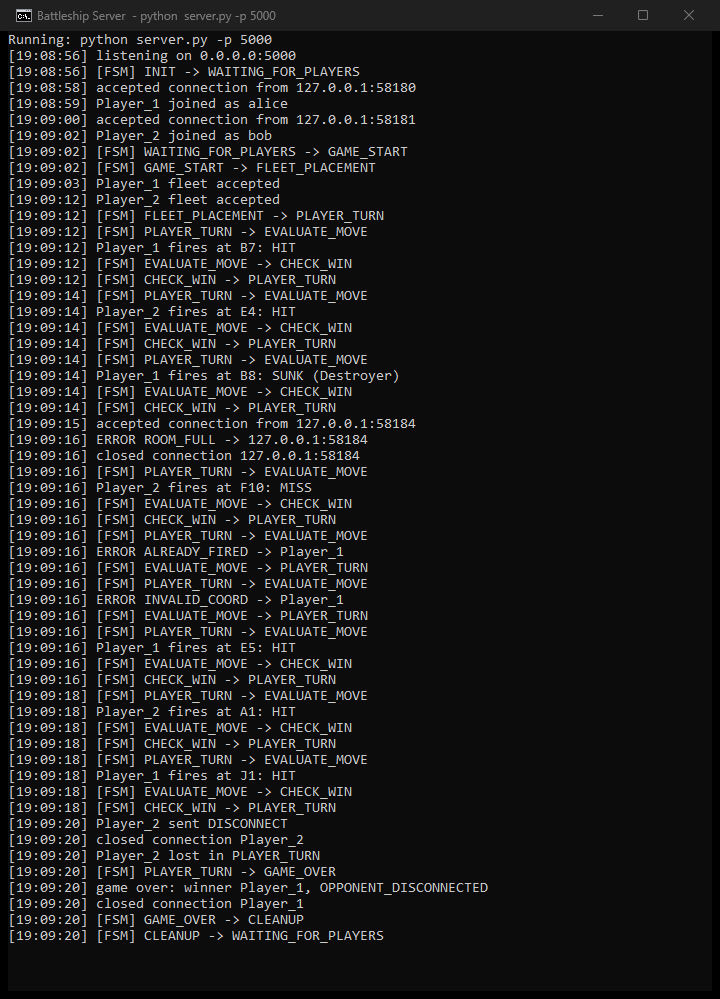 Battleship Server - python  server.py -p 5000
Running: python server.py -p 5000
[19:08:56] listening on 0.0.0.0:5000
[19:08:56] [FSM] INIT -> WAITING_FOR_PLAYERS
[19:08:58] accepted connection from 127.0.0.1:58180
[19:08:59] Player_1 joined as alice
[19:09:00] accepted connection from 127.0.0.1:58181
[19:09:02] Player_2 joined as bob
[19:09:02] [FSM] WAITING_FOR_PLAYERS -> GAME_START
[19:09:02] [FSM] GAME_START -> FLEET_PLACEMENT
[19:09:03] Player_1 fleet accepted
[19:09:12] Player_2 fleet accepted
[19:09:12] [FSM] FLEET_PLACEMENT -> PLAYER_TURN
[19:09:12] [FSM] PLAYER_TURN -> EVALUATE_MOVE
[19:09:12] Player_1 fires at B7: HIT
[19:09:12] [FSM] EVALUATE_MOVE -> CHECK_WIN
[19:09:12] [FSM] CHECK_WIN -> PLAYER_TURN
[19:09:14] [FSM] PLAYER_TURN -> EVALUATE_MOVE
[19:09:14] Player_2 fires at E4: HIT
[19:09:14] [FSM] EVALUATE_MOVE -> CHECK_WIN
[19:09:14] [FSM] CHECK_WIN -> PLAYER_TURN
[19:09:14] [FSM] PLAYER_TURN -> EVALUATE_MOVE
[19:09:14] Player_1 fires at B8: SUNK (Destroyer)
[19:09:14] [FSM] EVALUATE_MOVE -> CHECK_WIN
[19:09:14] [FSM] CHECK_WIN -> PLAYER_TURN
[19:09:15] accepted connection from 127.0.0.1:58184
[19:09:16] ERROR ROOM_FULL -> 127.0.0.1:58184
[19:09:16] closed connection 127.0.0.1:58184
[19:09:16] [FSM] PLAYER_TURN -> EVALUATE_MOVE
[19:09:16] Player_2 fires at F10: MISS
[19:09:16] [FSM] EVALUATE_MOVE -> CHECK_WIN
[19:09:16] [FSM] CHECK_WIN -> PLAYER_TURN
[19:09:16] [FSM] PLAYER_TURN -> EVALUATE_MOVE
[19:09:16] ERROR ALREADY_FIRED -> Player_1
[19:09:16] [FSM] EVALUATE_MOVE -> PLAYER_TURN
[19:09:16] [FSM] PLAYER_TURN -> EVALUATE_MOVE
[19:09:16] ERROR INVALID_COORD -> Player_1
[19:09:16] [FSM] EVALUATE_MOVE -> PLAYER_TURN
[19:09:16] [FSM] PLAYER_TURN -> EVALUATE_MOVE
[19:09:16] Player_1 fires at E5: HIT
[19:09:16] [FSM] EVALUATE_MOVE -> CHECK_WIN
[19:09:16] [FSM] CHECK_WIN -> PLAYER_TURN
[19:09:18] [FSM] PLAYER_TURN -> EVALUATE_MOVE
[19:09:18] Player_2 fires at A1: HIT
[19:09:18] [FSM] EVALUATE_MOVE -> CHECK_WIN
[19:09:18] [FSM] CHECK_WIN -> PLAYER_TURN
[19:09:18] [FSM] PLAYER_TURN -> EVALUATE_MOVE
[19:09:18] Player_1 fires at J1: HIT
[19:09:18] [FSM] EVALUATE_MOVE -> CHECK_WIN
[19:09:18] [FSM] CHECK_WIN -> PLAYER_TURN
[19:09:20] Player_2 sent DISCONNECT
[19:09:20] closed connection Player_2
[19:09:20] Player_2 lost in PLAYER_TURN
[19:09:20] [FSM] PLAYER_TURN -> GAME_OVER
[19:09:20] game over: winner Player_1, OPPONENT_DISCONNECTED
[19:09:20] closed connection Player_1
[19:09:20] [FSM] GAME_OVER -> CLEANUP
[19:09:20] [FSM] CLEANUP -> WAITING_FOR_PLAYERS